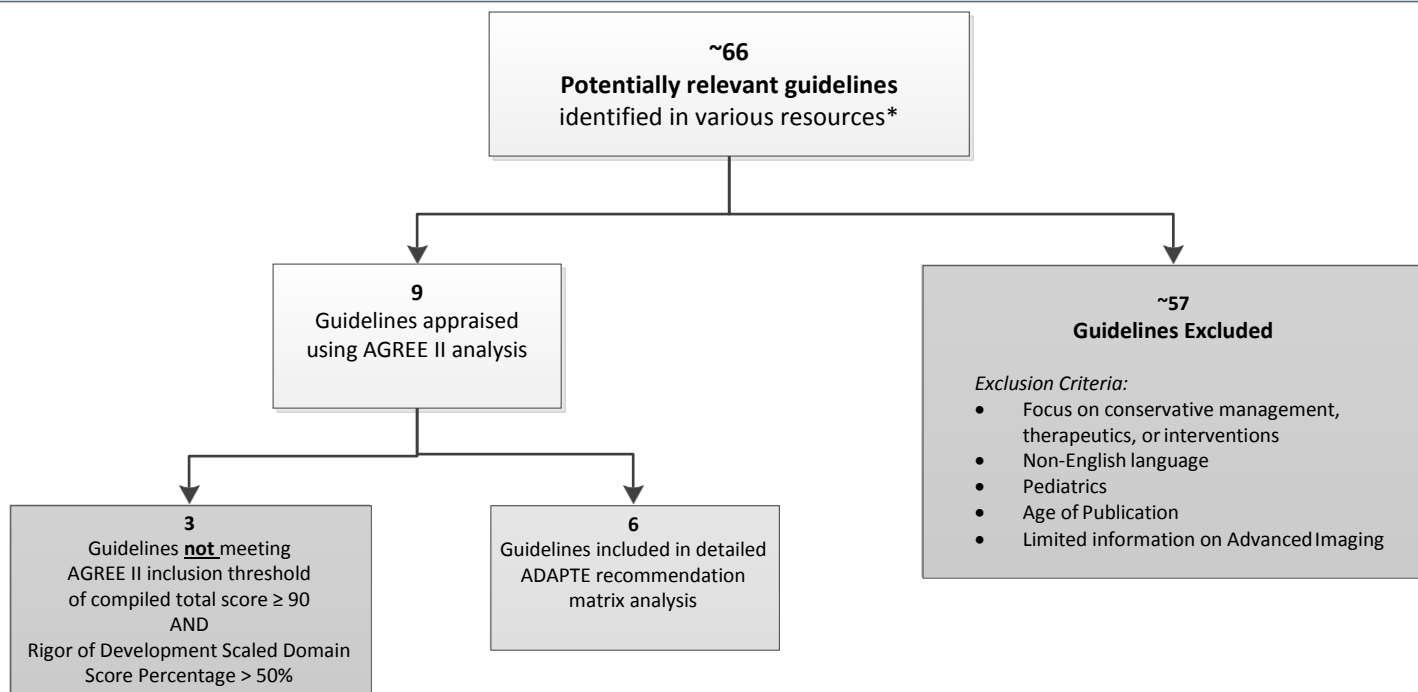 ~66
Potentially relevant guidelines
identified in various resources*
9
Guidelines appraised
using AGREE II analysis
~57
Guidelines Excluded
Exclusion Criteria:
• Focus on conservative management,
therapeutics, or interventions
• Non-English language
• Pediatrics
• Age of Publication
• Limited information on Advanced Imaging
3
Guidelines not meeting
AGREE II inclusion threshold
of compiled total score ≥ 90
AND
Rigor of Development Scaled Domain
Score Percentage > 50%
6
Guidelines included in detailed
ADAPTE recommendation
matrix analysis